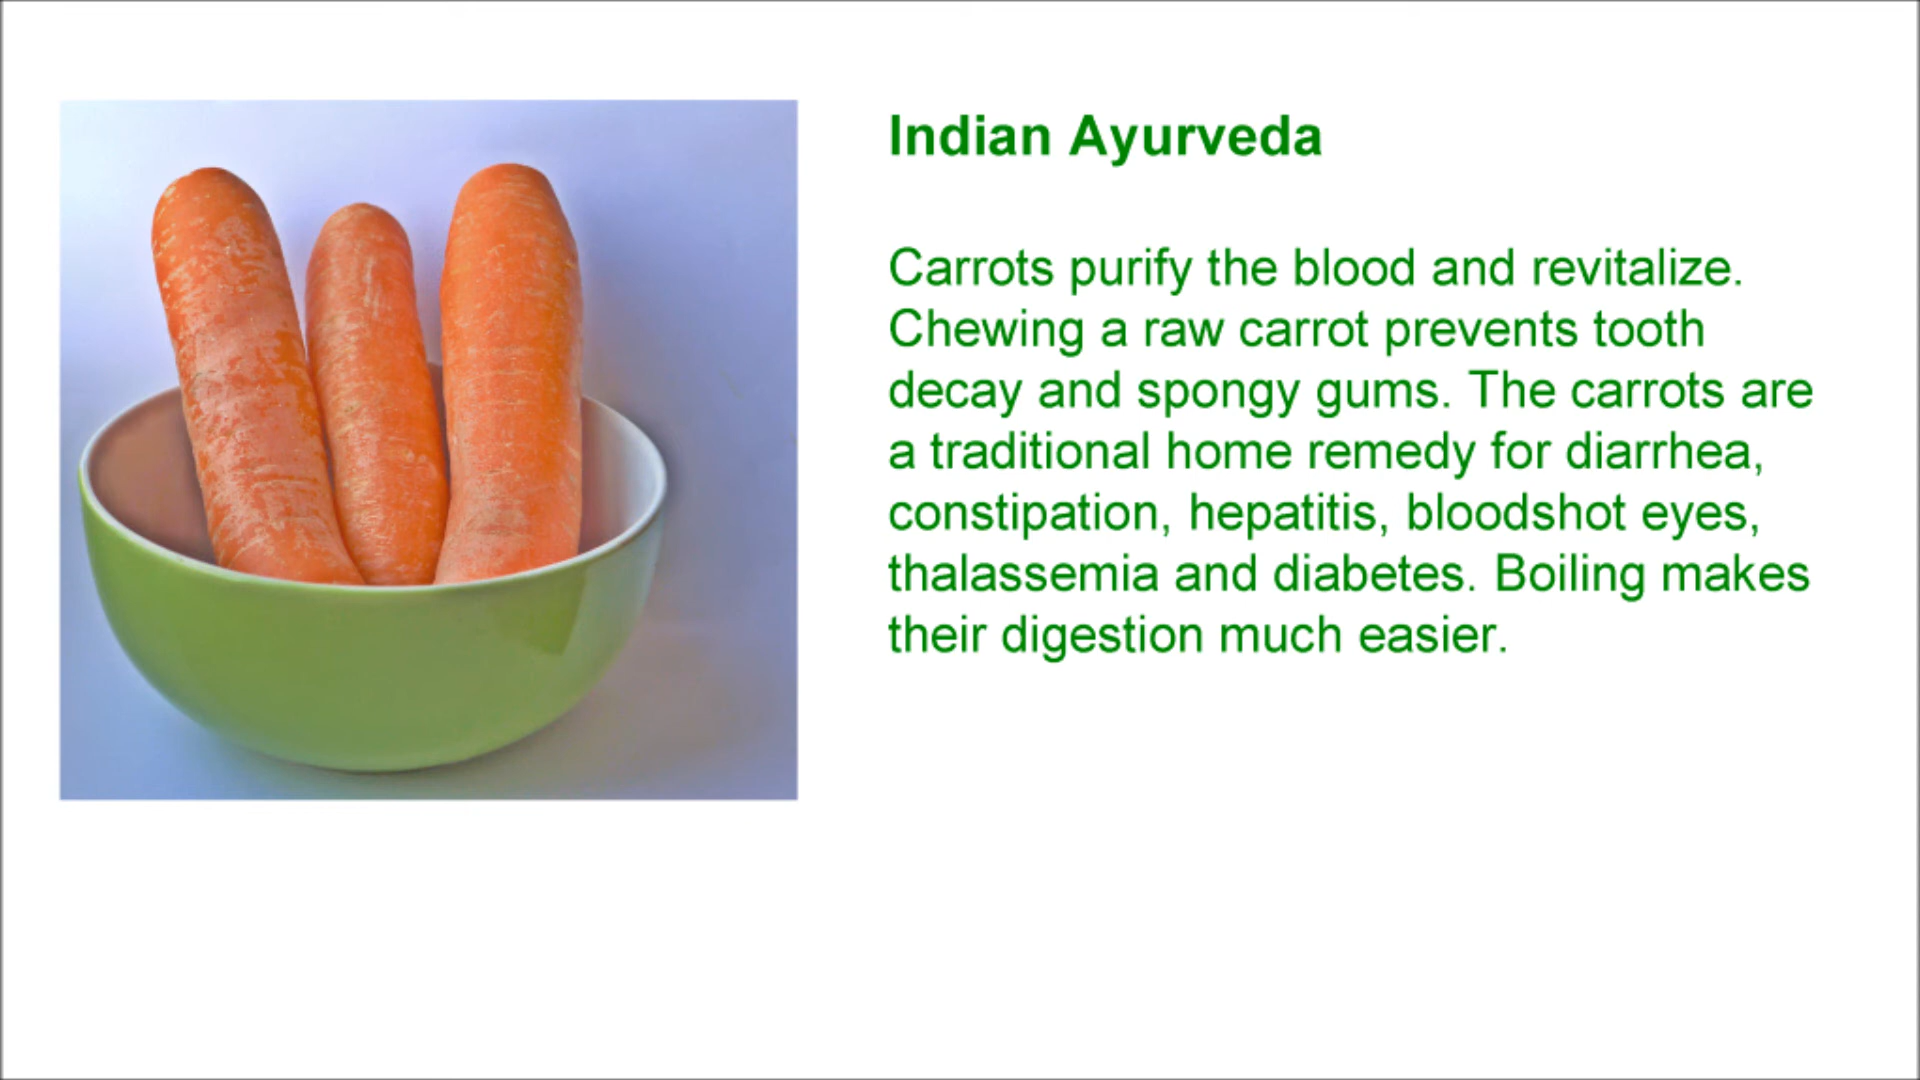 Indian Ayurveda
Carrots purify the blood and revitalize.
Chewing a raw carrot prevents tooth
decay and spongy gums. The carrots are
a traditional home remedy for diarrhea,
constipation, hepatitis, bloodshot eyes,
thalassemia and diabetes. Boiling makes
their digestion much easier.